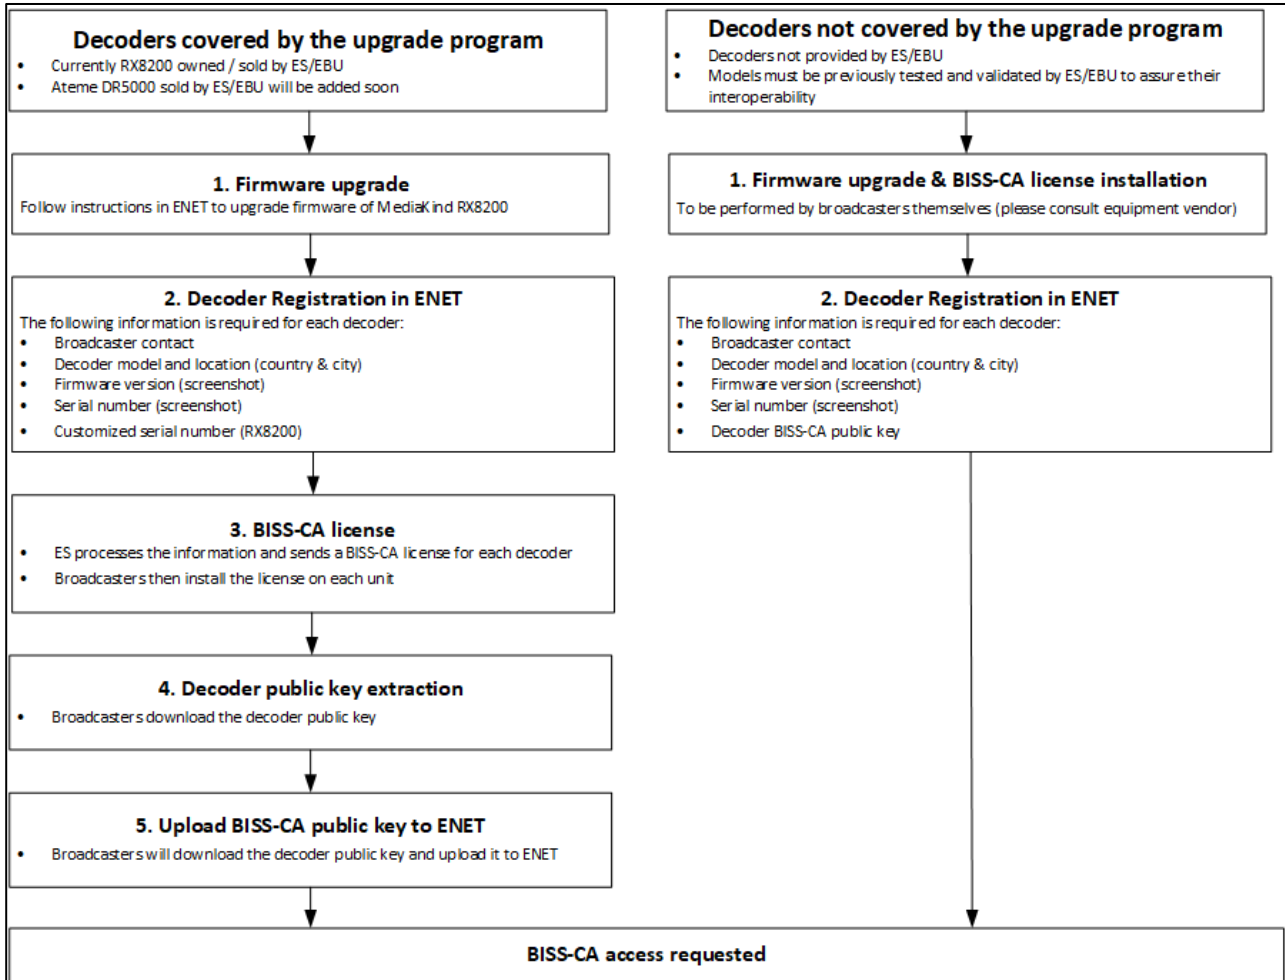 Decoders covered by the upgrade program
• Currently RX8200 owned / sold by ES/EBU
• Ateme DR5000 sold by ES/EBU will be added soon
1. Firmware upgrade
Follow instructions in ENET to upgrade firmware of MediaKind RX8200
2. Decoder Registration in ENET
The following information is required for each decoder:
• Broadcaster contact
• Decoder model and location (country & city)
• Firmware version (screenshot)
• Serial number (screenshot)
• Customized serial number (RX8200)
3. BISS-CA license
• ES processes the information and sends a BISS-CA license for each decoder
• Broadcasters then install the license on each unit
4. Decoder public key extraction
• Broadcasters download the decoder public key
5. Upload BISS-CA public key to ENET
• Broadcasters will download the decoder public key and upload it to ENET
Decoders not covered by the upgrade program
• Decoders not provided by ES/EBU
• Models must be previously tested and validated by ES/EBU to assure their
interoperability
1. Firmware upgrade & BISS-CA license installation
To be performed by broadcasters themselves (please consult equipment vendor)
2. Decoder Registration in ENET
The following information is required for each decoder:
• Broadcaster contact
• Decoder model and location (country & city)
• Firmware version (screenshot)
• Serial number (screenshot)
• Decoder BISS-CA public key
BISS-CA access requested